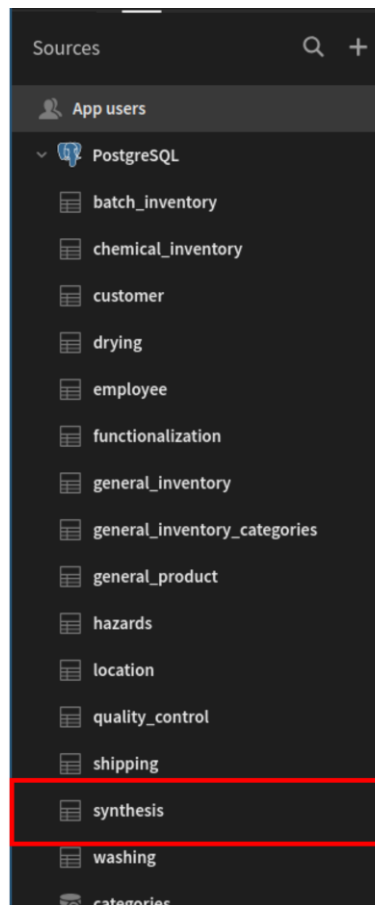 Sources
App users
PostgreSQL
batch_inventory
chemical_inventory
customer
drying
employee
functionalization
general_inventory
general_inventory_categories
general_product
hazards
location
quality_control
shipping
synthesis
washing
categories